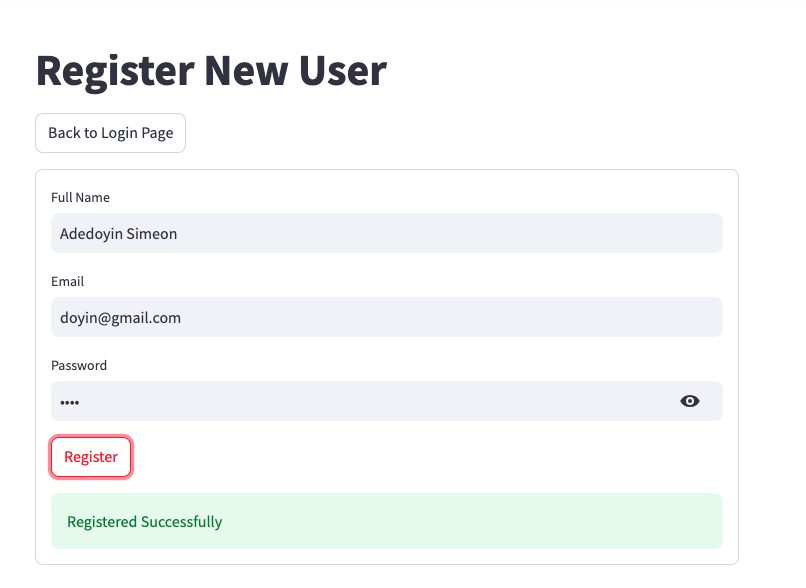 Register New User
Back to Login Page
Full Name
Adedoyin Simeon
Email
doyin@gmail.com
Password
••••
Register
Registered Successfully